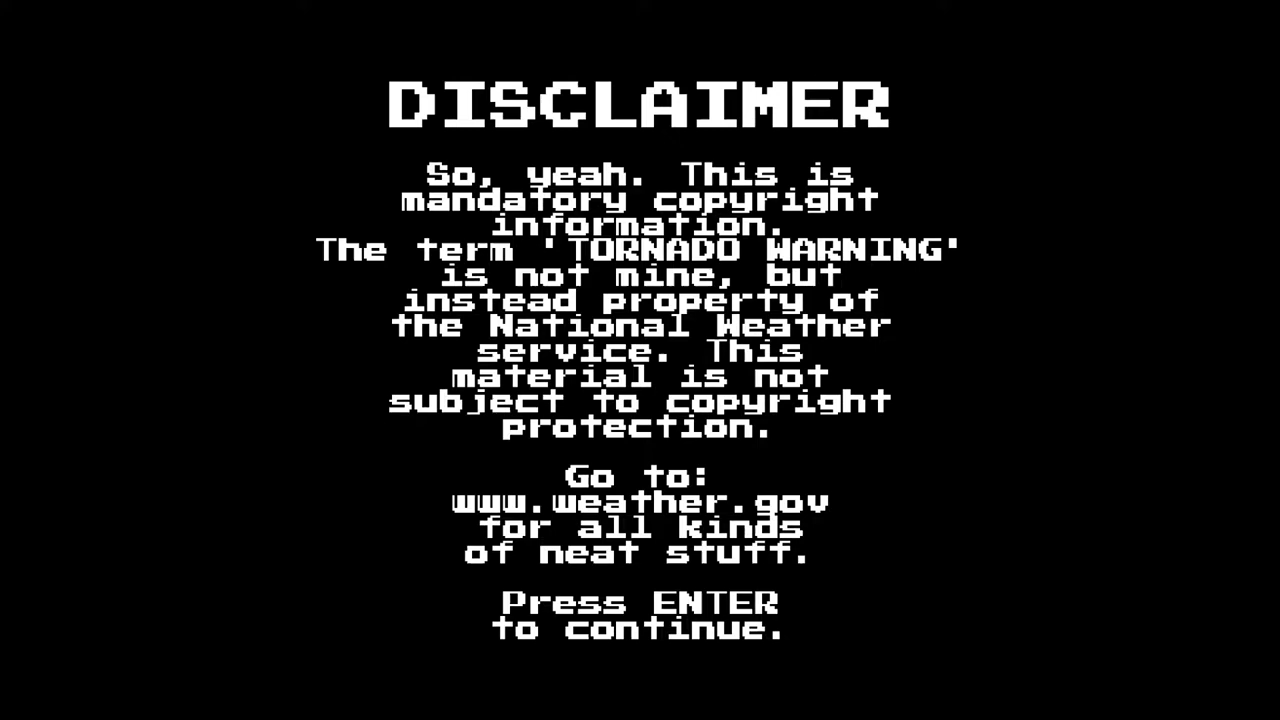 DISCLAIMER
So, yeah. This is
mandatory copyright
information.
The term 'TORNADO WARNING'
is not mine, but
instead property of
the National Weather
service. This
material is not
subject to copyright
protection.
Go to:
www.weather.gov
for all kinds
of neat stuff.
Press ENTER
to continue.